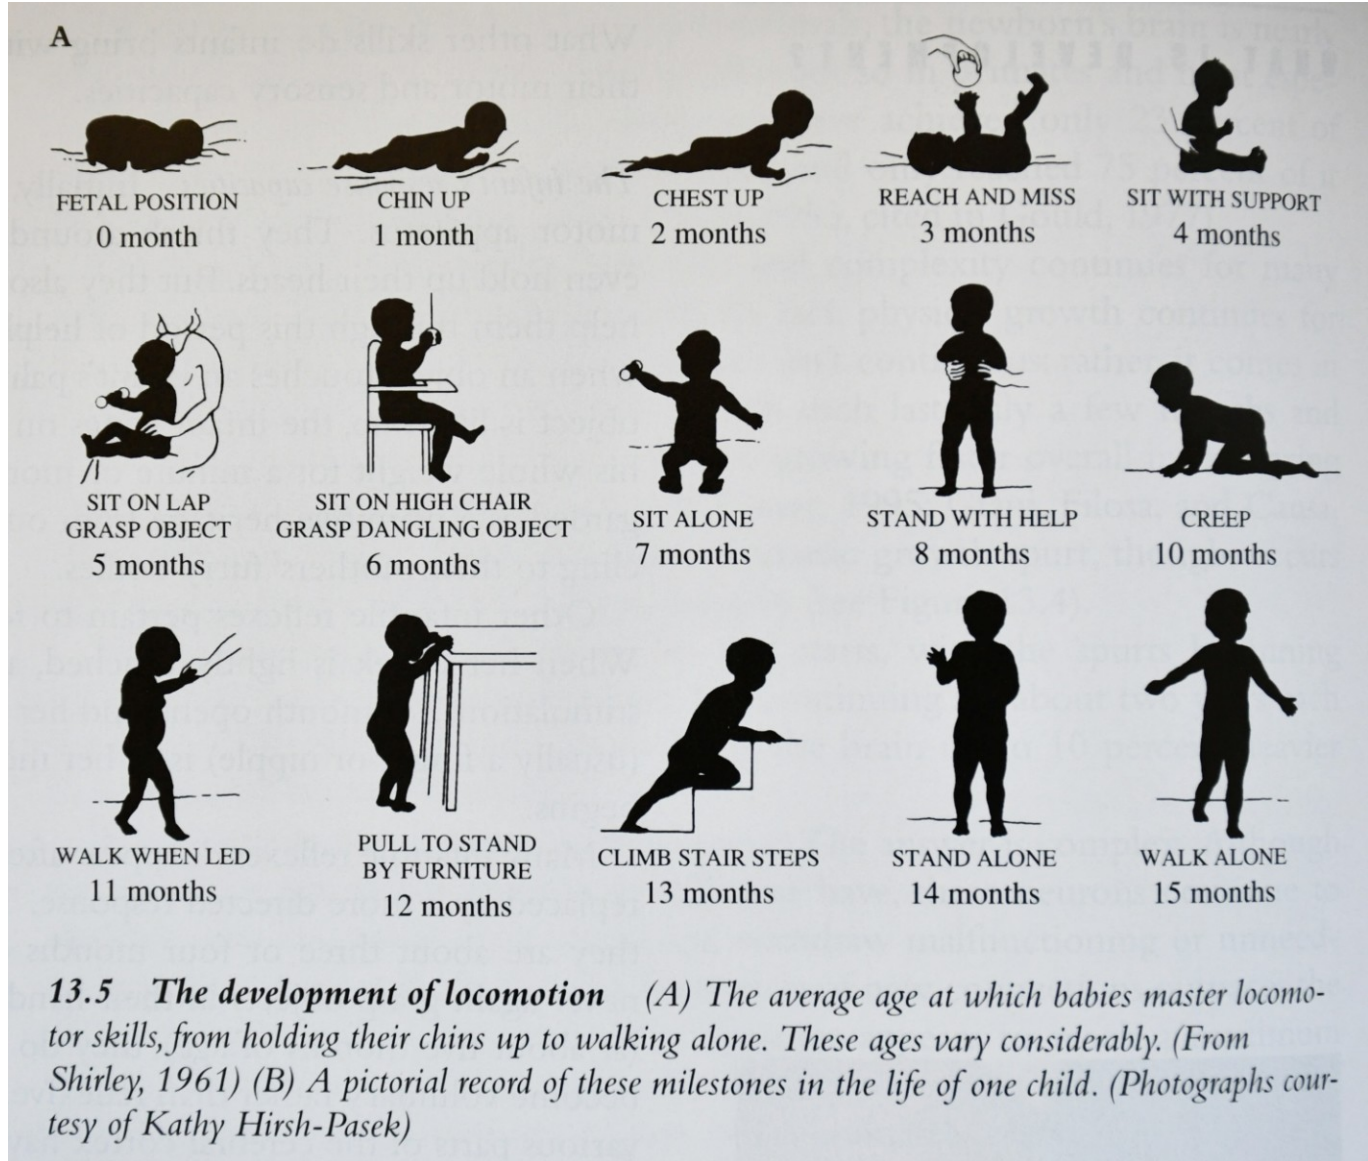 A
FETAL POSITION
0 month
CHIN UP
1 month
CHEST UP
2 months
REACH AND MISS
3 months
SIT WITH SUPPORT
4 months
SIT ON LAP
GRASP OBJECT
5 months
SIT ON HIGH CHAIR
GRASP DANGLING OBJECT
6 months
SIT ALONE
7 months
STAND WITH HELP
8 months
CREEP
10 months
WALK WHEN LED
11 months
PULL TO STAND
BY FURNITURE
12 months
CLIMB STAIR STEPS
13 months
STAND ALONE
14 months
WALK ALONE
15 months
13.5 The development of locomotion (A) The average age at which babies master locomo-
tor skills, from holding their chins up to walking alone. These ages vary considerably. (From
Shirley, 1961) (B) A pictorial record of these milestones in the life of one child. (Photographs cour-
tesy of Kathy Hirsh-Pasek)